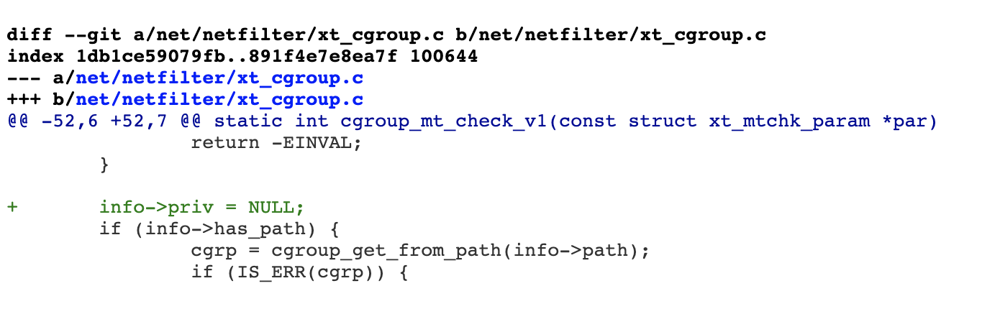 diff --git a/net/netfilter/xt_cgroup.c b/net/netfilter/xt_cgroup.c
index 1db1ce59079fb..891f4e7e8ea7f 100644
--- a/net/netfilter/xt_cgroup.c
+++ b/net/netfilter/xt_cgroup.c
@@ -52,6 +52,7 @@ static int cgroup_mt_check_v1(const struct xt_mtchk_param *par)
                return -EINVAL;
        }
+       info->priv = NULL;
        if (info->has_path) {
                cgrp = cgroup_get_from_path(info->path);
                if (IS_ERR(cgrp)) {